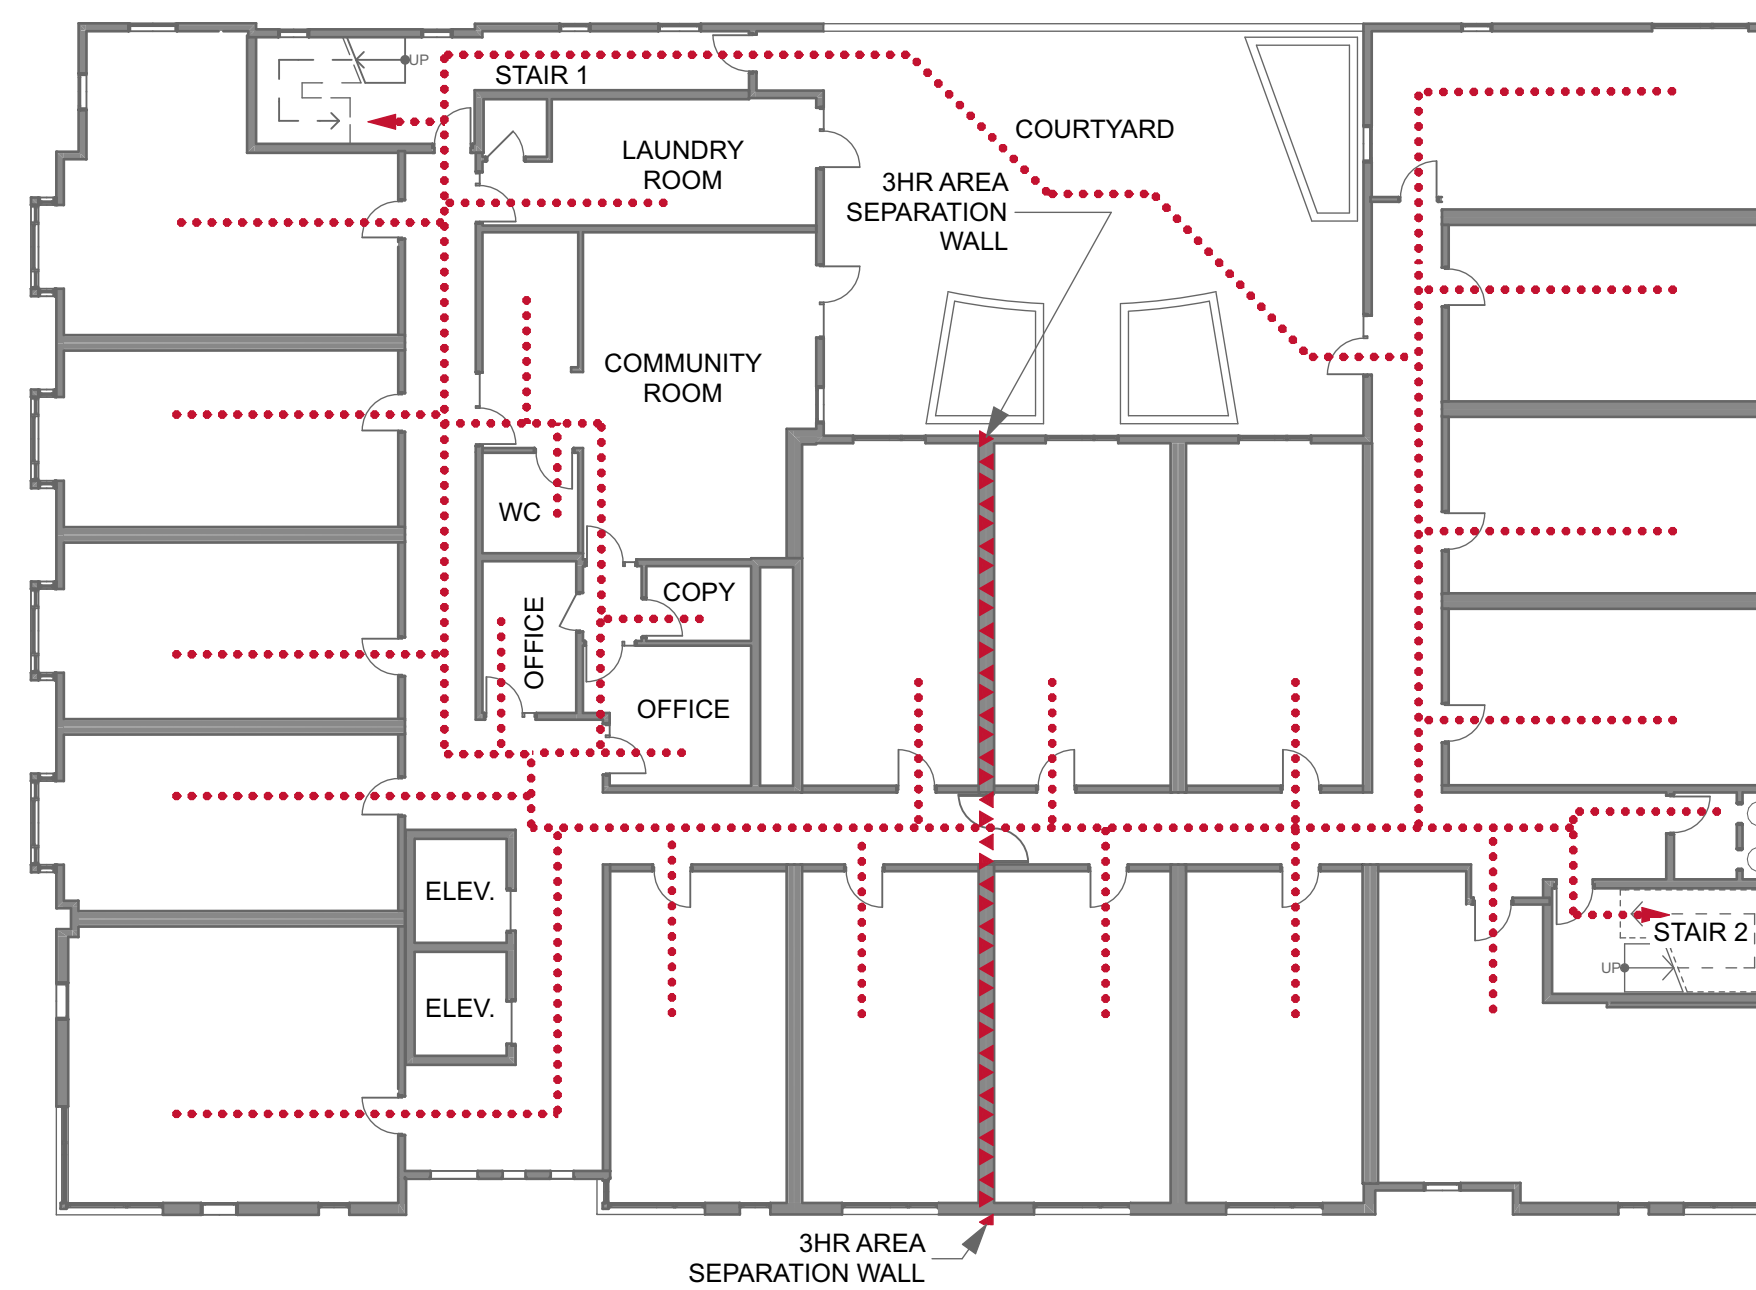 UP
STAIR 1
COURTYARD
LAUNDRY
ROOM
3HR AREA
SEPARATION
WALL
COMMUNITY
ROOM
WC
COPY
OFFICE
OFFICE
ELEV.
STAIR 2
UP
ELEV.
3HR AREA
SEPARATION WALL